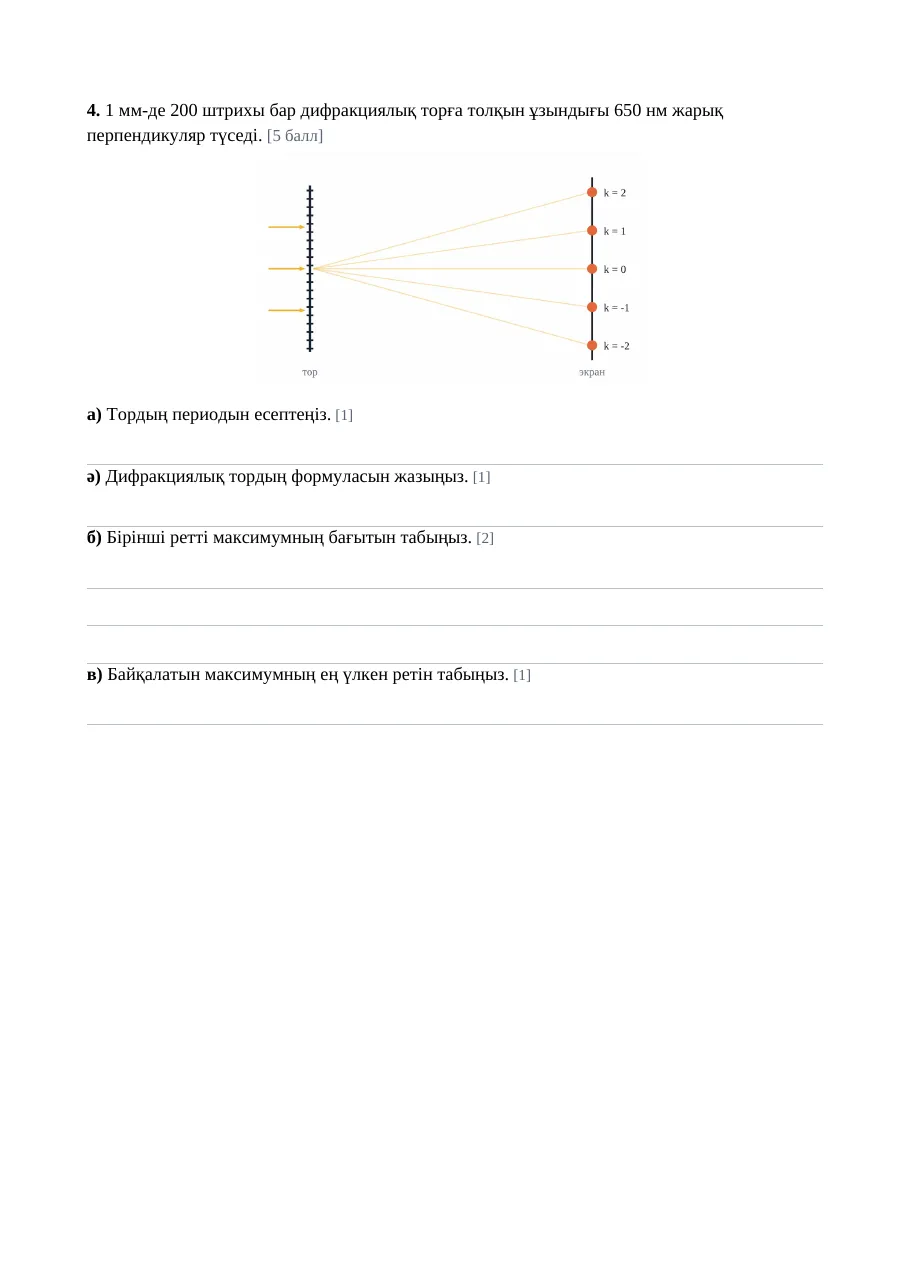 4. 1 мм-де 200 штрихы бар дифракциялық торға толқын ұзындығы 650 нм жарық
перпендикуляр түседі. [5 балл]
k = 2
k = 1
k = 0
k = -1
k = -2
тор
экран
а) Тордың периодын есептеңіз. [1]
ә) Дифракциялық тордың формуласын жазыңыз. [1]
б) Бірінші ретті максимумның бағытын табыңыз. [2]
в) Байқалатын максимумның ең үлкен ретін табыңыз. [1]